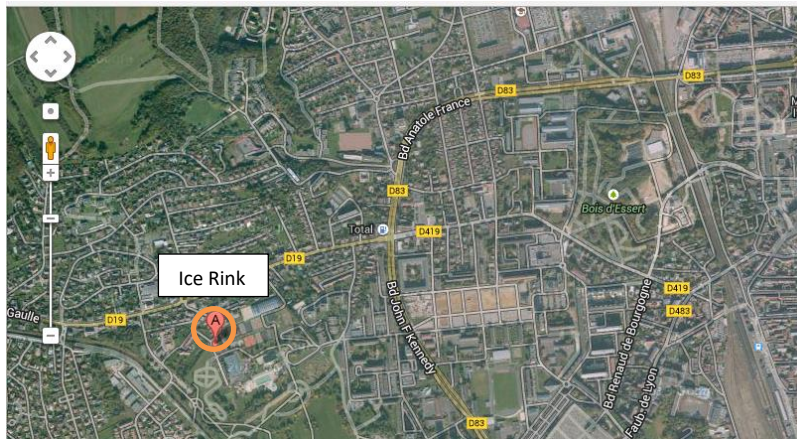 D83
D83
Bd Anatole France
D83
Bois d'Essert
Total
D419
D19
Ice Rink
D419
D483
Gaulle
D19
A
Bd John F Kennedy
Bd Renaud de Bourgogne
Faub. de Lyon
D83